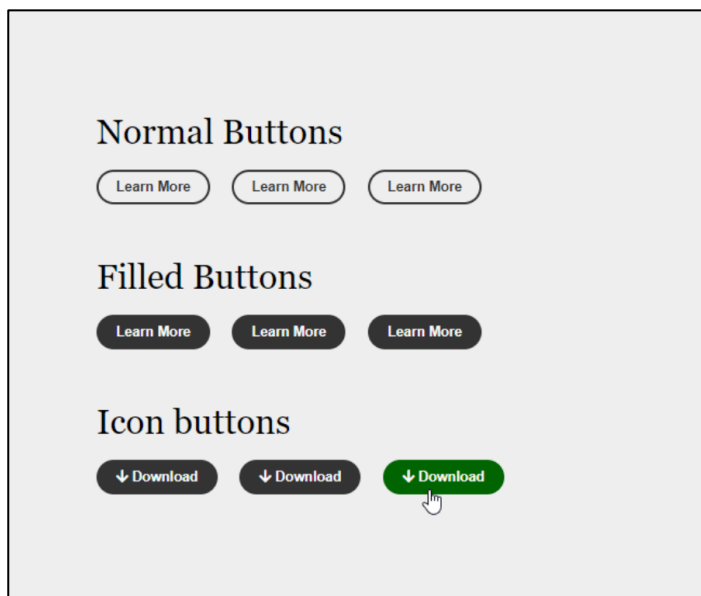 Normal Buttons
Learn More Learn More Learn More
Filled Buttons
Learn More Learn More Learn More
Icon buttons
Download Download Download